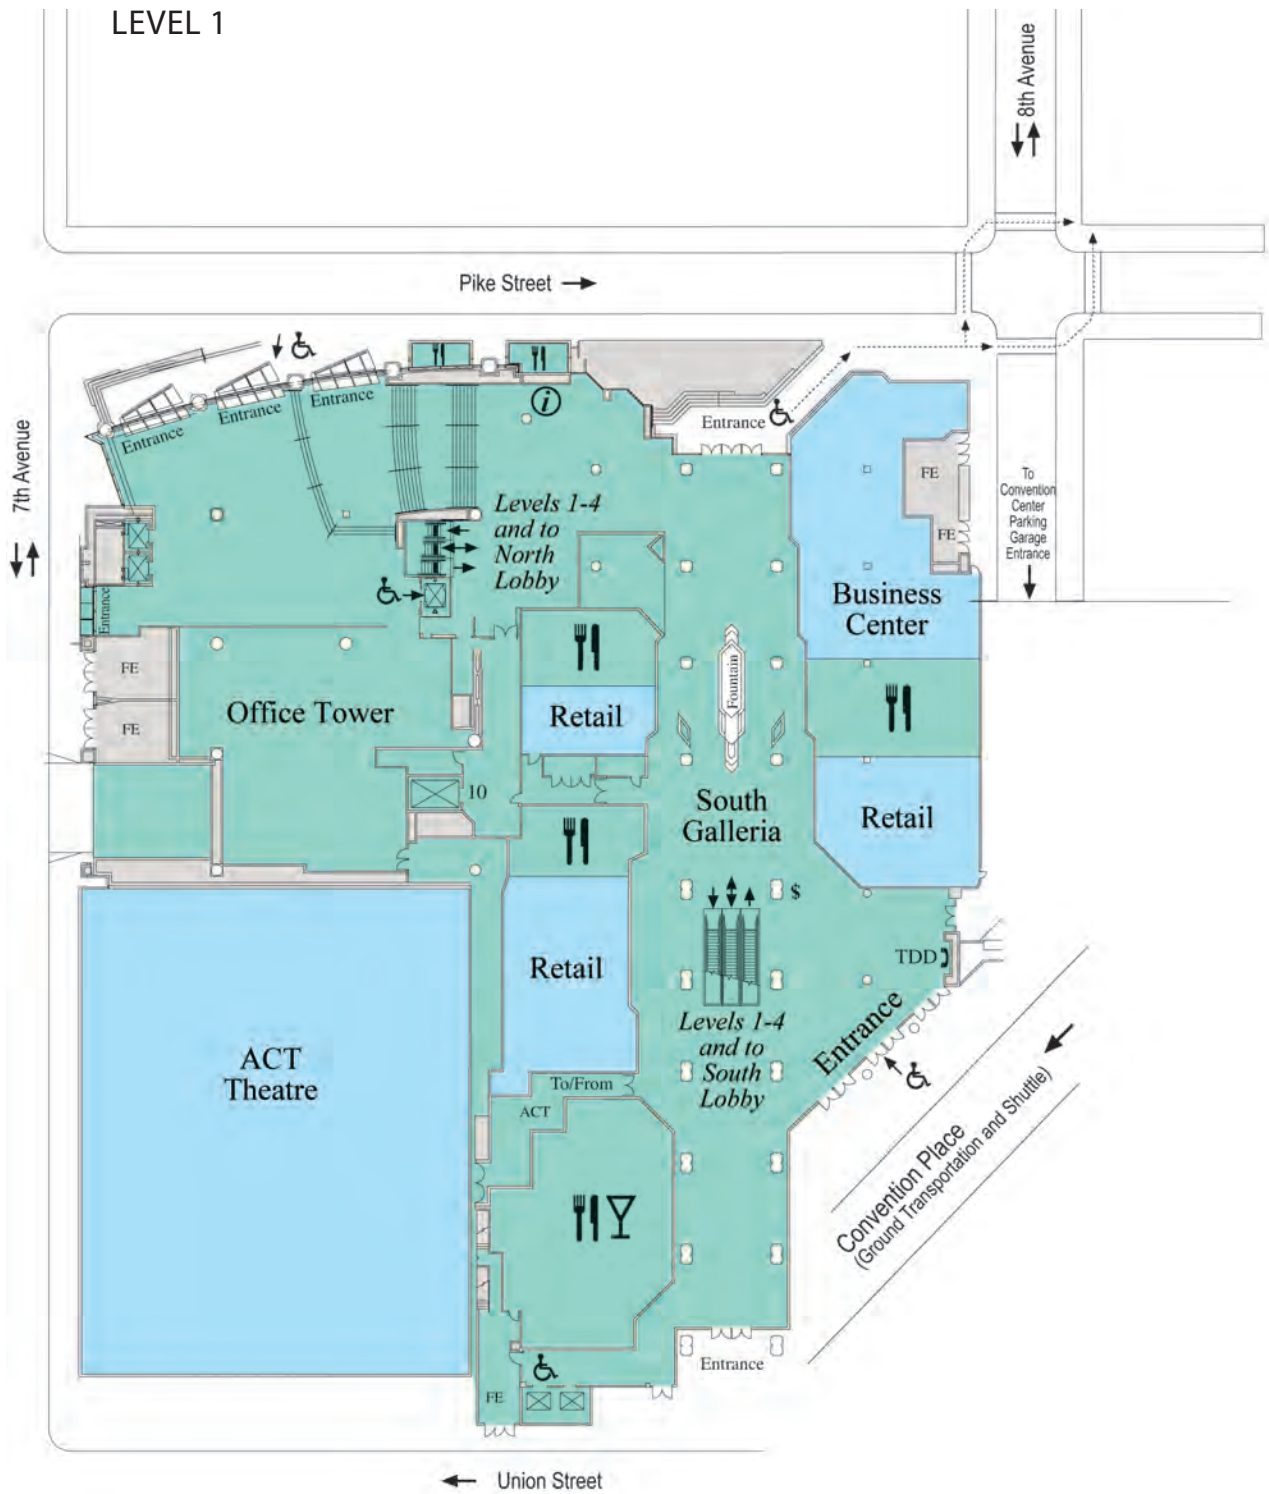 LEVEL 1
8th Avenue
Pike Street
7th Avenue
Entrance
Entrance
Entrance
i
Entrance
FE
FE
To
Convention
Center
Parking
Garage
Entrance
Levels 1-4
and to
North
Lobby
Entrance
Business
Center
FE
FE
Office Tower
Retail
Fountain
10
South
Galleria
Retail
$
TDD
Retail
Levels 1-4
and to
South
Lobby
Entrance
ACT
Theatre
To/From
ACT
Convention Place
(Ground Transportation and Shuttle)
Entrance
FE
Union Street